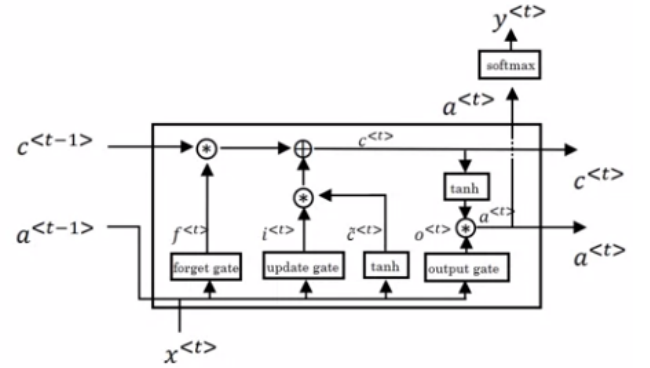 y<t>
softmax
a<t>
c<t-1>
c<t>
c<t>
tanh
a<t-1>
f<t>
i<t>
c̃<t>
o<t>
a<t>
a<t>
forget gate
update gate
tanh
output gate
x<t>